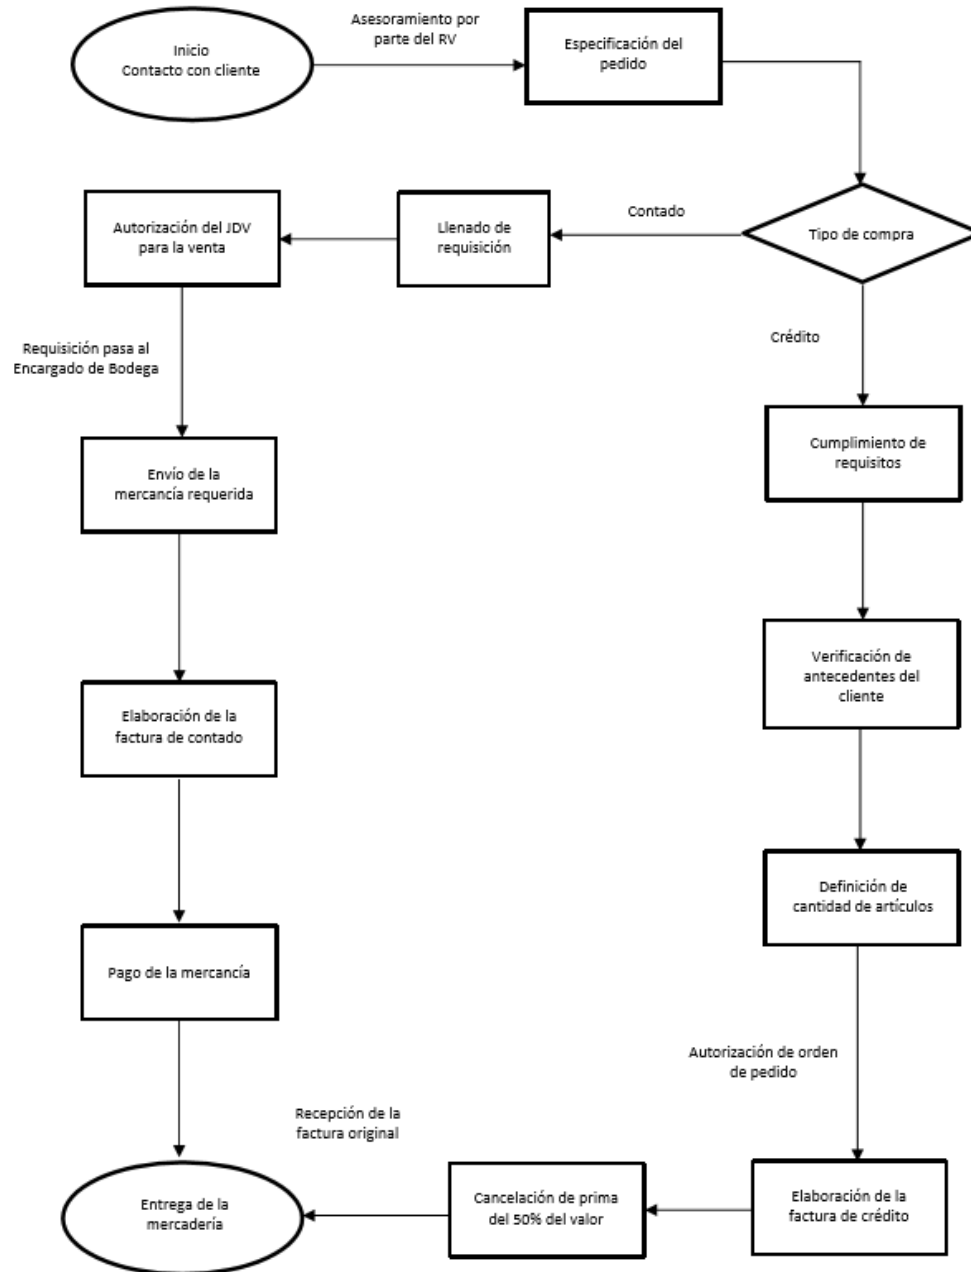 Inicio
Contacto con cliente
Asesoramiento por
parte del RV
Especificación del
pedido
Tipo de compra
Contado
Llenado de
requisición
Autorización del JDV
para la venta
Requisición pasa al
Encargado de Bodega
Envío de la
mercancía requerida
Elaboración de la
factura de contado
Pago de la mercancía
Crédito
Cumplimiento de
requisitos
Verificación de
antecedentes del
cliente
Definición de
cantidad de artículos
Autorización de orden
de pedido
Elaboración de la
factura de crédito
Cancelación de prima
del 50% del valor
Recepción de la
factura original
Entrega de la
mercadería